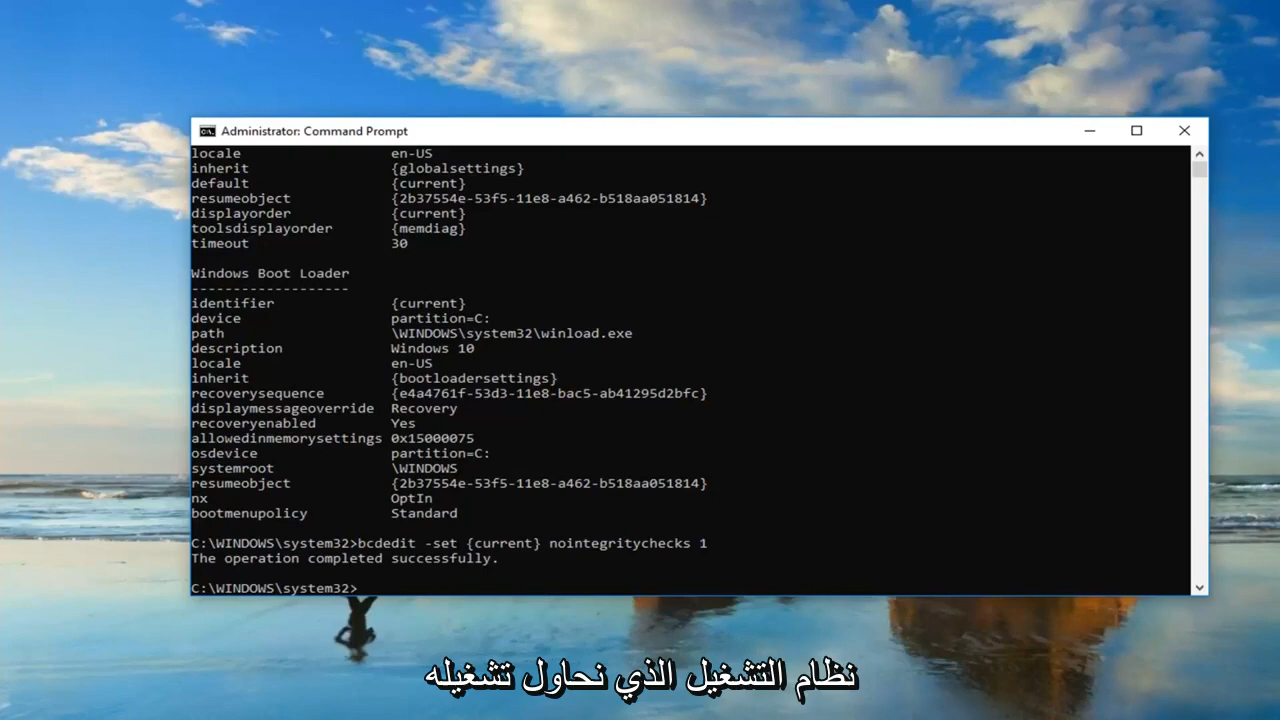 Administrator: Command Prompt
locale en-US
inherit {globalsettings}
default {current}
resumeobject {2b37554e-53f5-11e8-a462-b518aa051814}
displayorder {current}
toolsdisplayorder {memdiag}
timeout 30
Windows Boot Loader
-------------------
identifier {current}
device partition=C:
path \WINDOWS\system32\winload.exe
description Windows 10
locale en-US
inherit {bootloadersettings}
recoverysequence {e4a4761f-53d3-11e8-bac5-ab41295d2bfc}
displaymessageoverride Recovery
recoveryenabled Yes
allowedinmemorysettings 0x15000075
osdevice partition=C:
systemroot \WINDOWS
resumeobject {2b37554e-53f5-11e8-a462-b518aa051814}
nx OptIn
bootmenupolicy Standard
C:\WINDOWS\system32>bcdedit -set {current} nointegritychecks 1
The operation completed successfully.
C:\WINDOWS\system32>
نظام التشغيل الذي نحاول تشغيله